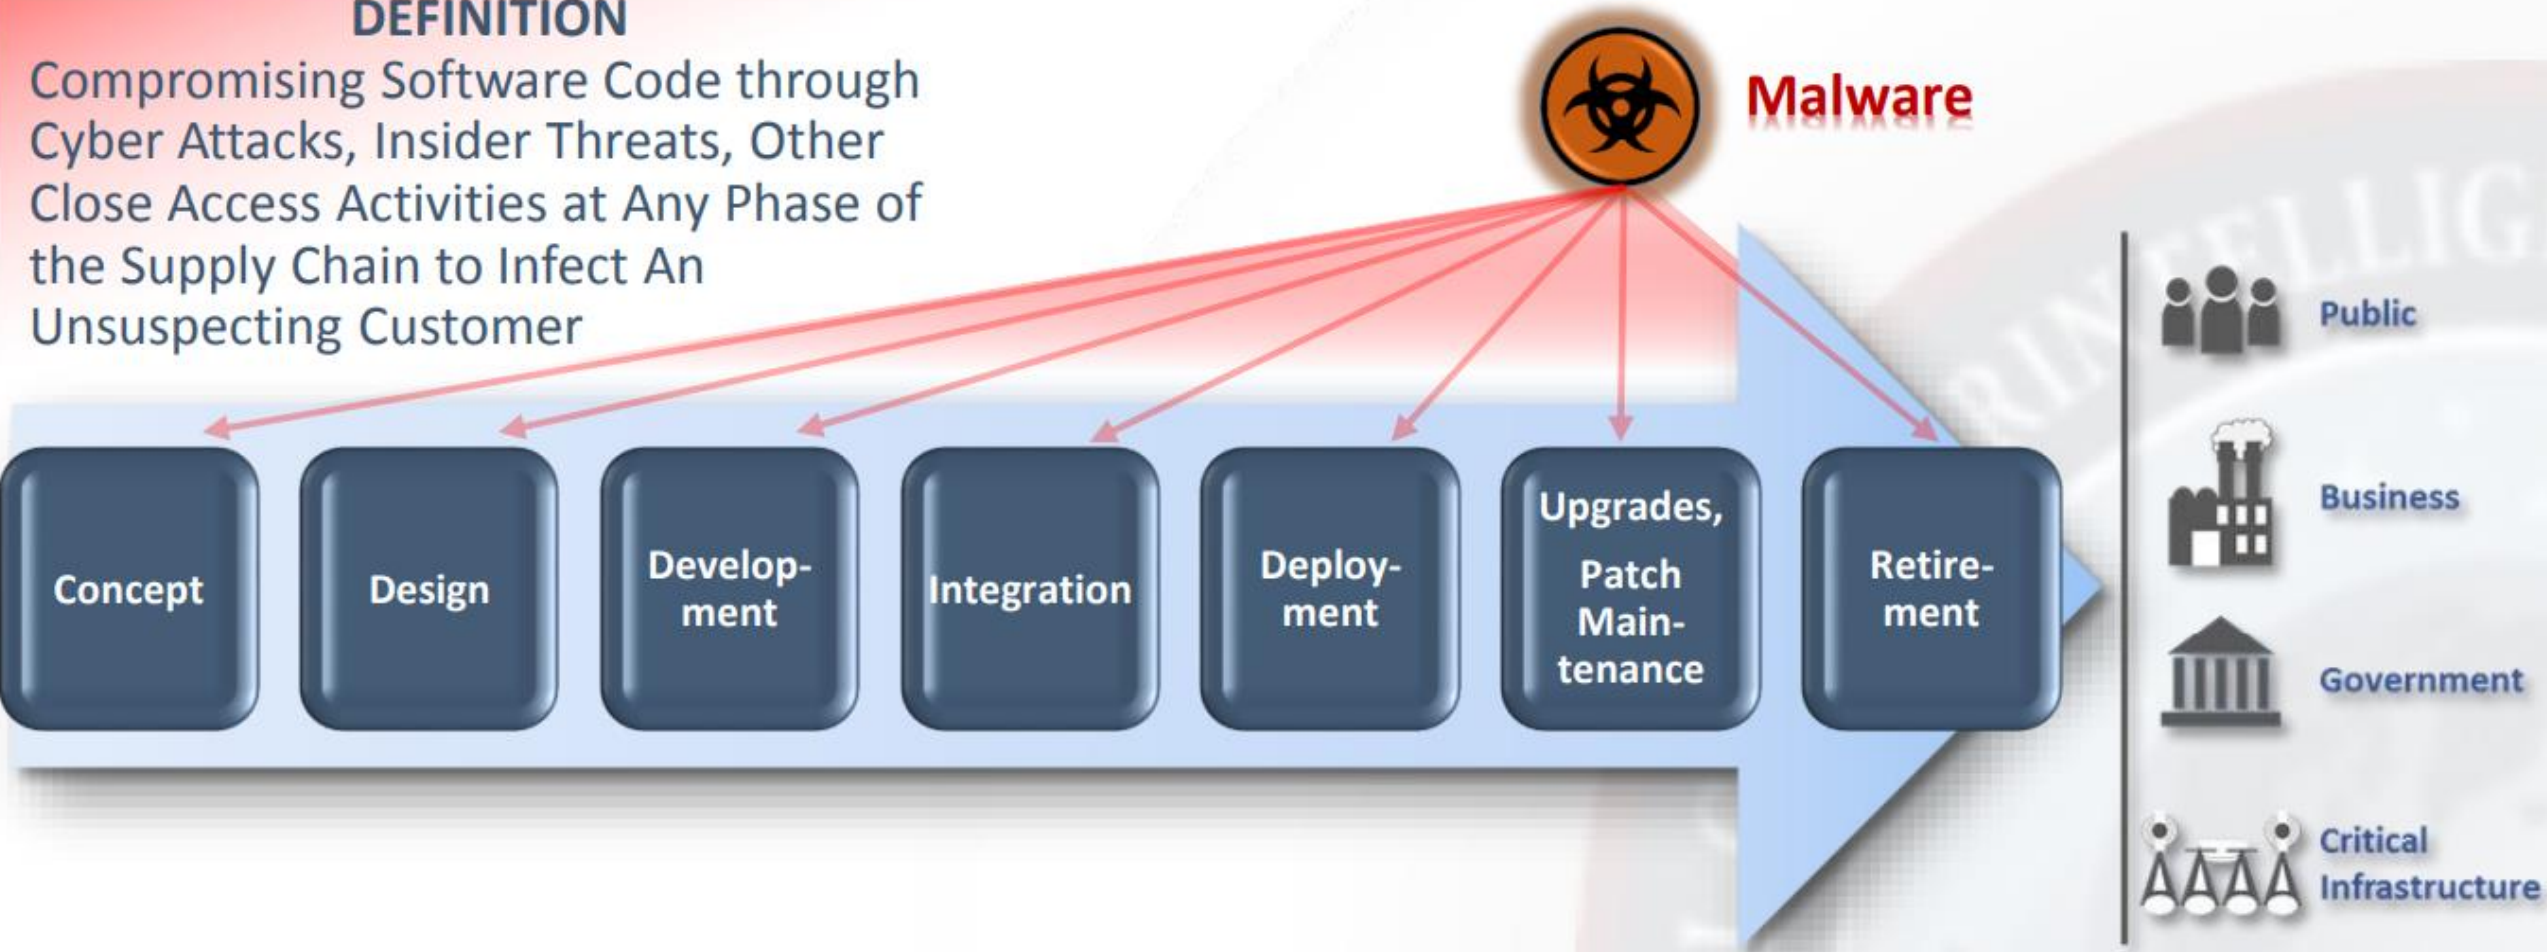 DEFINITION
Compromising Software Code through
Cyber Attacks, Insider Threats, Other
Close Access Activities at Any Phase of
the Supply Chain to Infect An
Unsuspecting Customer
Malware
Concept
Design
Develop-
ment
Integration
Deploy-
ment
Upgrades,
Patch
Main-
tenance
Retire-
ment
Public
Business
Government
Critical
Infrastructure